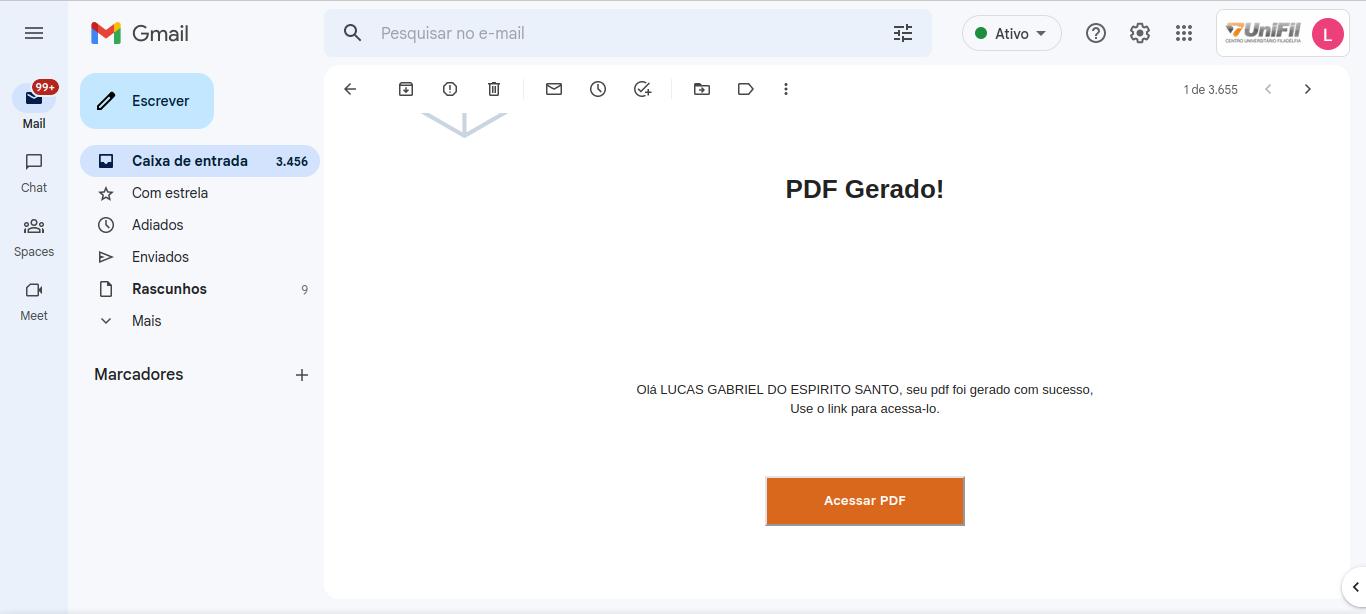 Gmail
Pesquisar no e-mail
Ativo
UniFil
CENTRO UNIVERSITÁRIO FILADÉLFIA
L
99+
Mail
Chat
Spaces
Meet
Escrever
Caixa de entrada 3.456
Com estrela
Adiados
Enviados
Rascunhos 9
Mais
Marcadores
1 de 3.655
PDF Gerado!
Olá LUCAS GABRIEL DO ESPIRITO SANTO, seu pdf foi gerado com sucesso,
Use o link para acessa-lo.
Acessar PDF